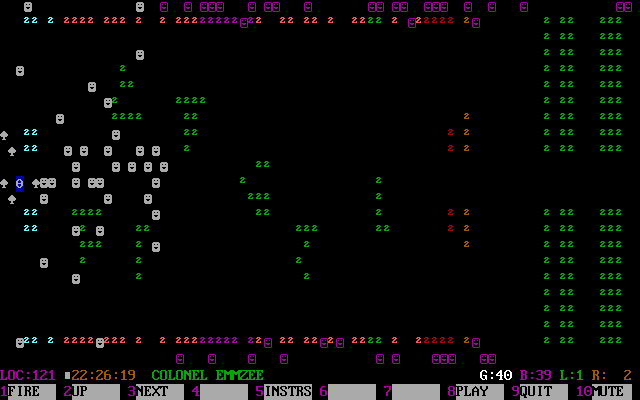 LOC:121 22:26:19 COLONEL EMMZEE G:40 B:39 L:1 R: 2
1FIRE 2UP 3NEXT 4 5INSTRS 6 7 8PLAY 9QUIT 10MUTE